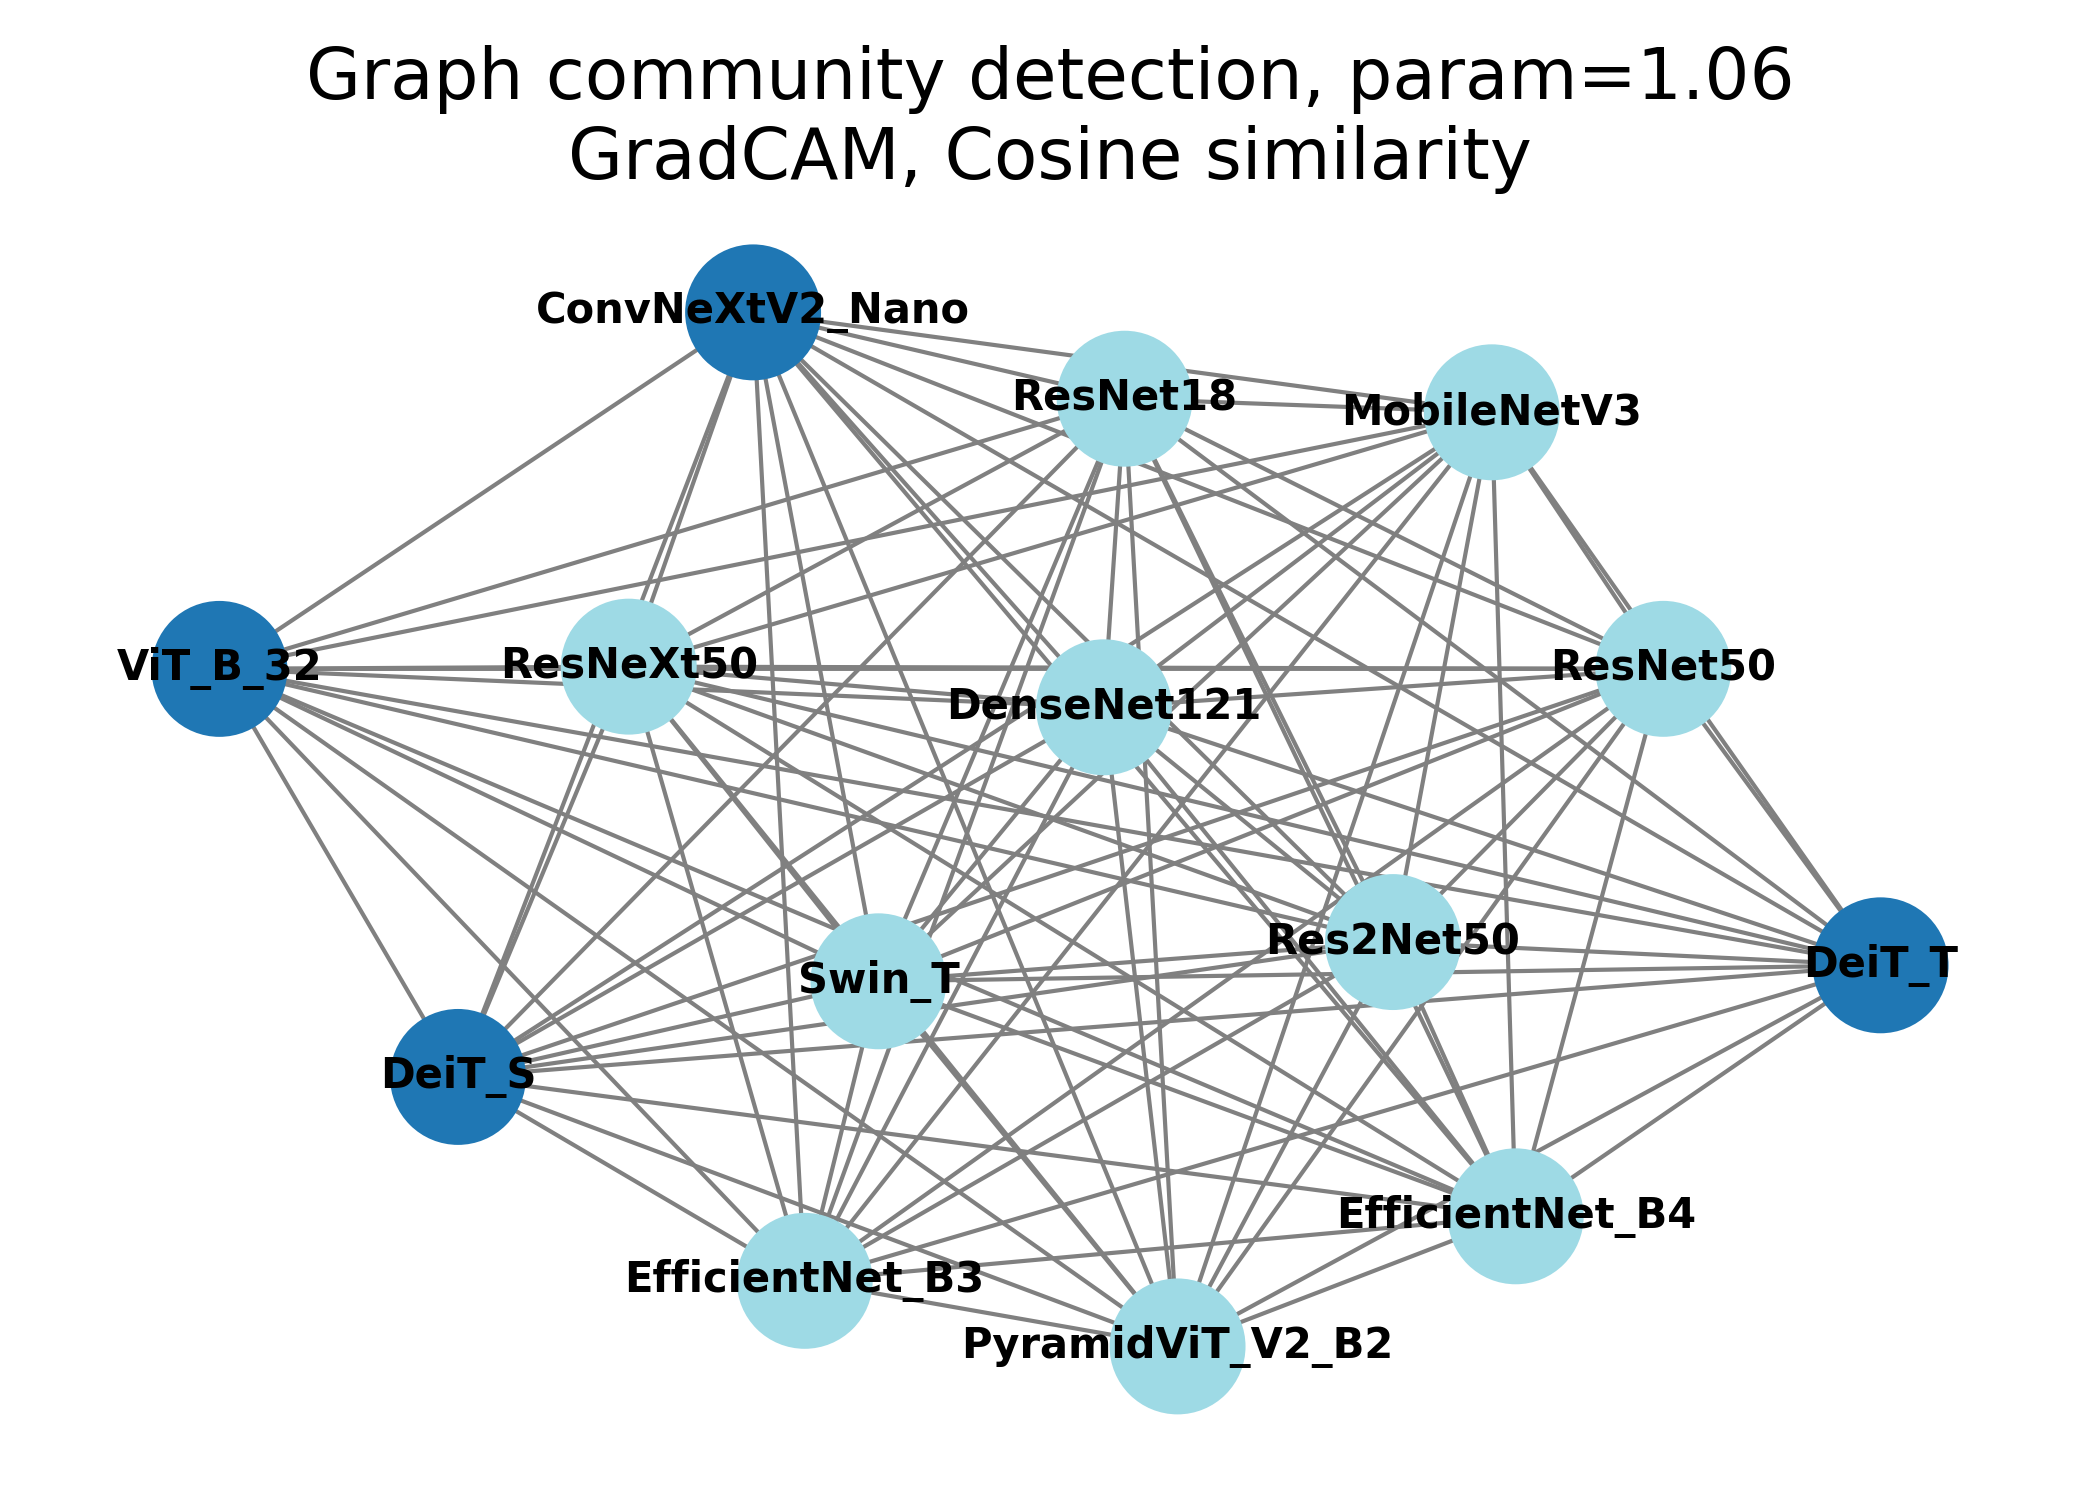 Graph community detection, param=1.06
GradCAM, Cosine similarity
ConvNeXtV2_Nano
ResNet18
MobileNetV3
ViT_B_32
ResNeXt50
DenseNet121
ResNet50
Swin_T
Res2Net50
DeiT_T
DeiT_S
EfficientNet_B3
EfficientNet_B4
PyramidViT_V2_B2